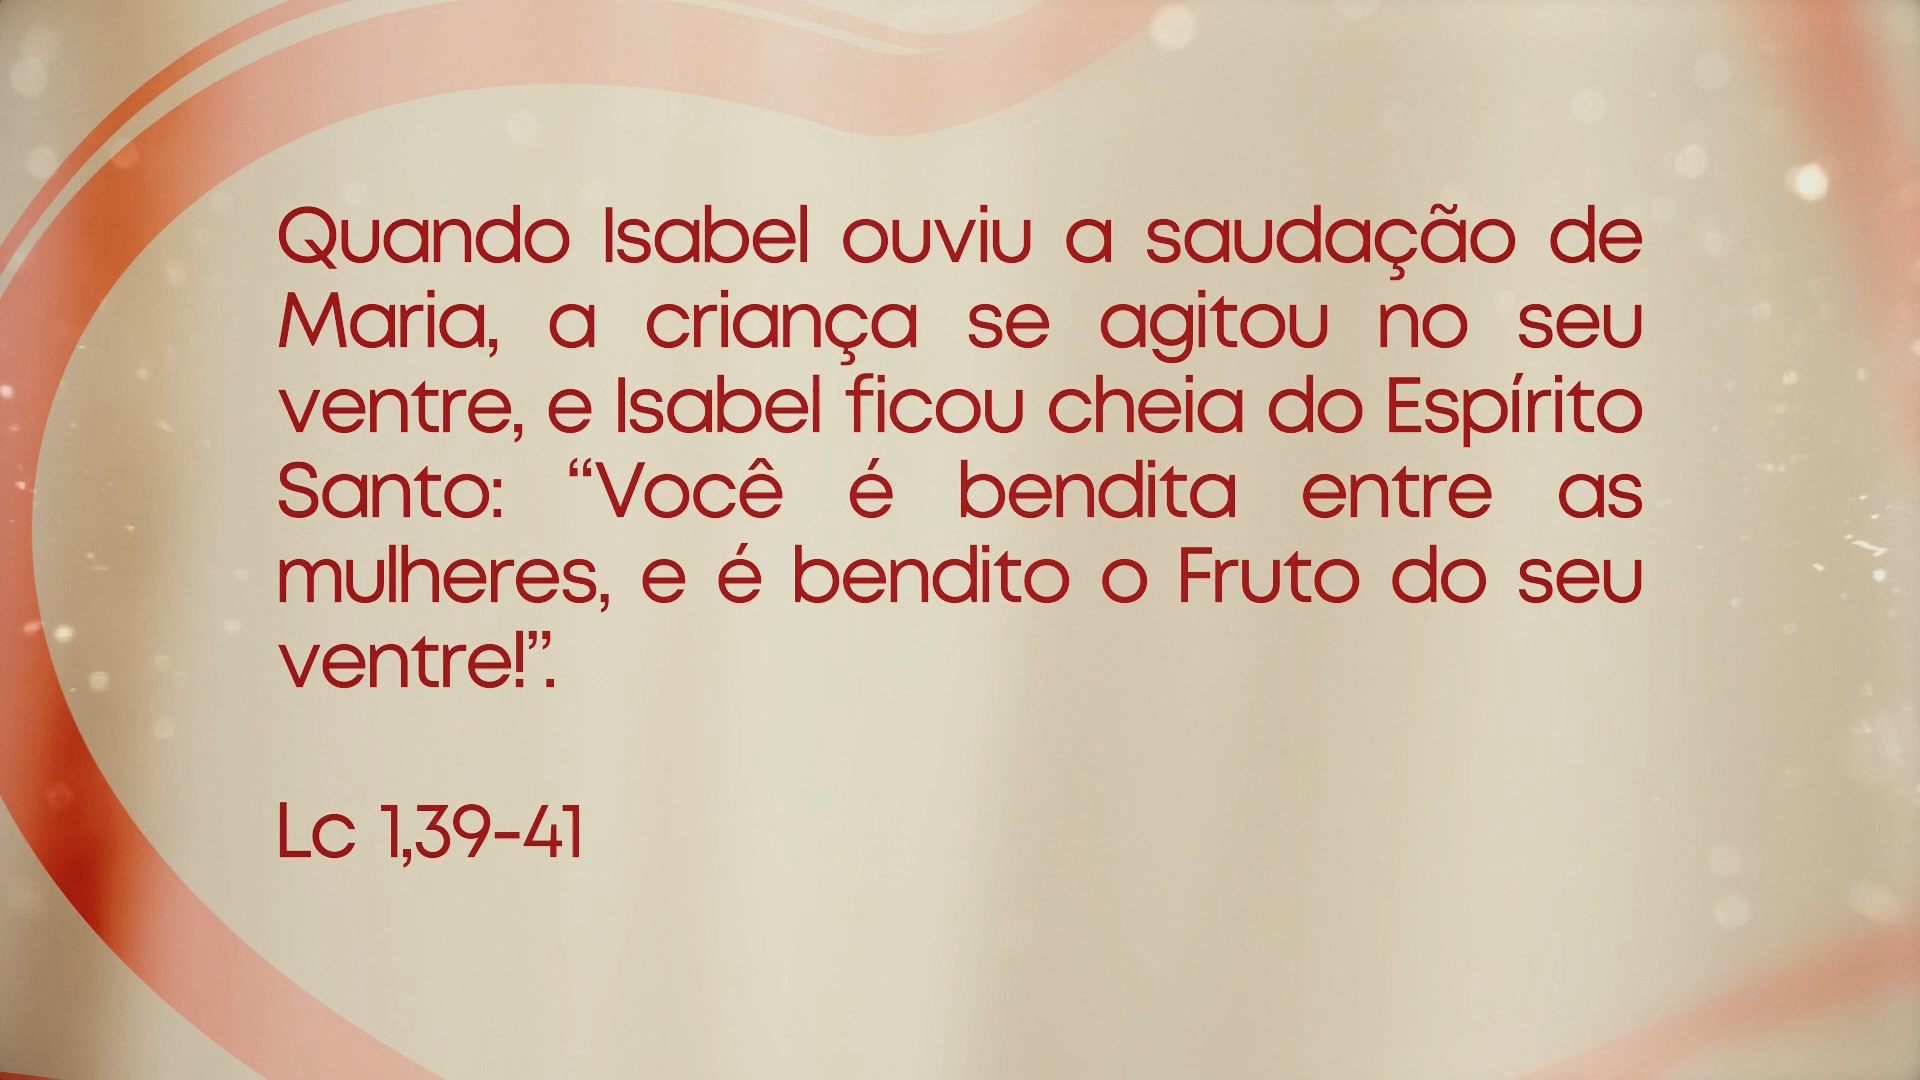 Quando Isabel ouviu a saudação de
Maria, a criança se agitou no seu
ventre, e Isabel ficou cheia do Espírito
Santo: “Você é bendita entre as
mulheres, e é bendito o Fruto do seu
ventre!”.
Lc 1,39-41